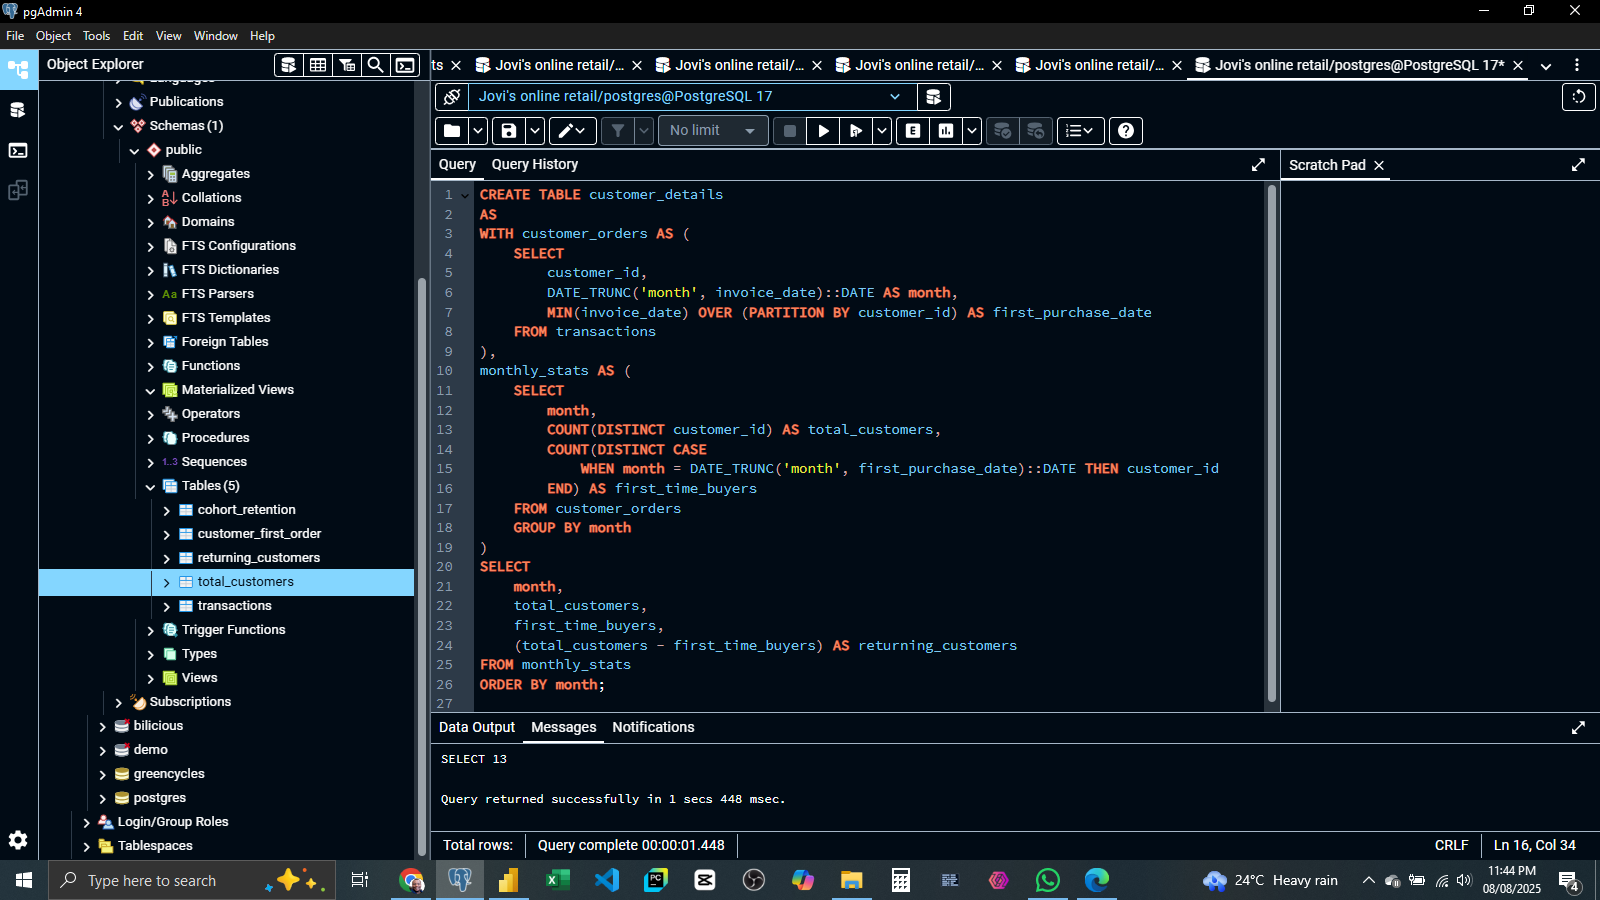 pgAdmin 4
File Object Tools Edit View Window Help
Object Explorer
Publications
Schemas (1)
public
Aggregates
Collations
Domains
FTS Configurations
FTS Dictionaries
FTS Parsers
FTS Templates
Foreign Tables
Functions
Materialized Views
Operators
Procedures
Sequences
Tables (5)
cohort_retention
customer_first_order
returning_customers
total_customers
transactions
Trigger Functions
Types
Views
Subscriptions
bilicious
demo
greencycles
postgres
Login/Group Roles
Tablespaces
ts
Jovi's online retail/...
Jovi's online retail/...
Jovi's online retail/...
Jovi's online retail/...
Jovi's online retail/postgres@PostgreSQL 17*
Jovi's online retail/postgres@PostgreSQL 17
No limit
Query Query History
Scratch Pad
1 CREATE TABLE customer_details
2 AS
3 WITH customer_orders AS (
4 SELECT
5 customer_id,
6 DATE_TRUNC('month', invoice_date)::DATE AS month,
7 MIN(invoice_date) OVER (PARTITION BY customer_id) AS first_purchase_date
8 FROM transactions
9 ),
10 monthly_stats AS (
11 SELECT
12 month,
13 COUNT(DISTINCT customer_id) AS total_customers,
14 COUNT(DISTINCT CASE
15 WHEN month = DATE_TRUNC('month', first_purchase_date)::DATE THEN customer_id
16 END) AS first_time_buyers
17 FROM customer_orders
18 GROUP BY month
19 )
20 SELECT
21 month,
22 total_customers,
23 first_time_buyers,
24 (total_customers - first_time_buyers) AS returning_customers
25 FROM monthly_stats
26 ORDER BY month;
27
Data Output Messages Notifications
SELECT 13
Query returned successfully in 1 secs 448 msec.
Total rows: Query complete 00:00:01.448 CRLF Ln 16, Col 34
Type here to search
24°C Heavy rain
11:44 PM
08/08/2025
4